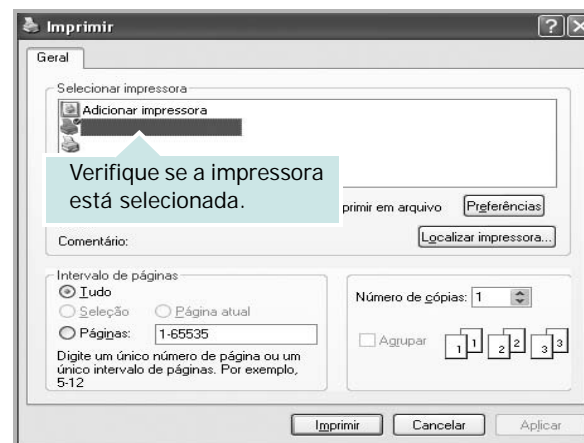 Imprimir
Geral
Selecionar impressora
Adicionar impressora
Verifique se a impressora
está selecionada.
primir em arquivo
Preferências
Comentário:
Localizar impressora...
Intervalo de páginas
Tudo
Seleção
Página atual
Páginas:
1-65535
Digite um único número de página ou um
único intervalo de páginas. Por exemplo,
5-12
Número de cópias: 1
Agrupar
1 1 2 2 3 3
Imprimir
Cancelar
Aplicar